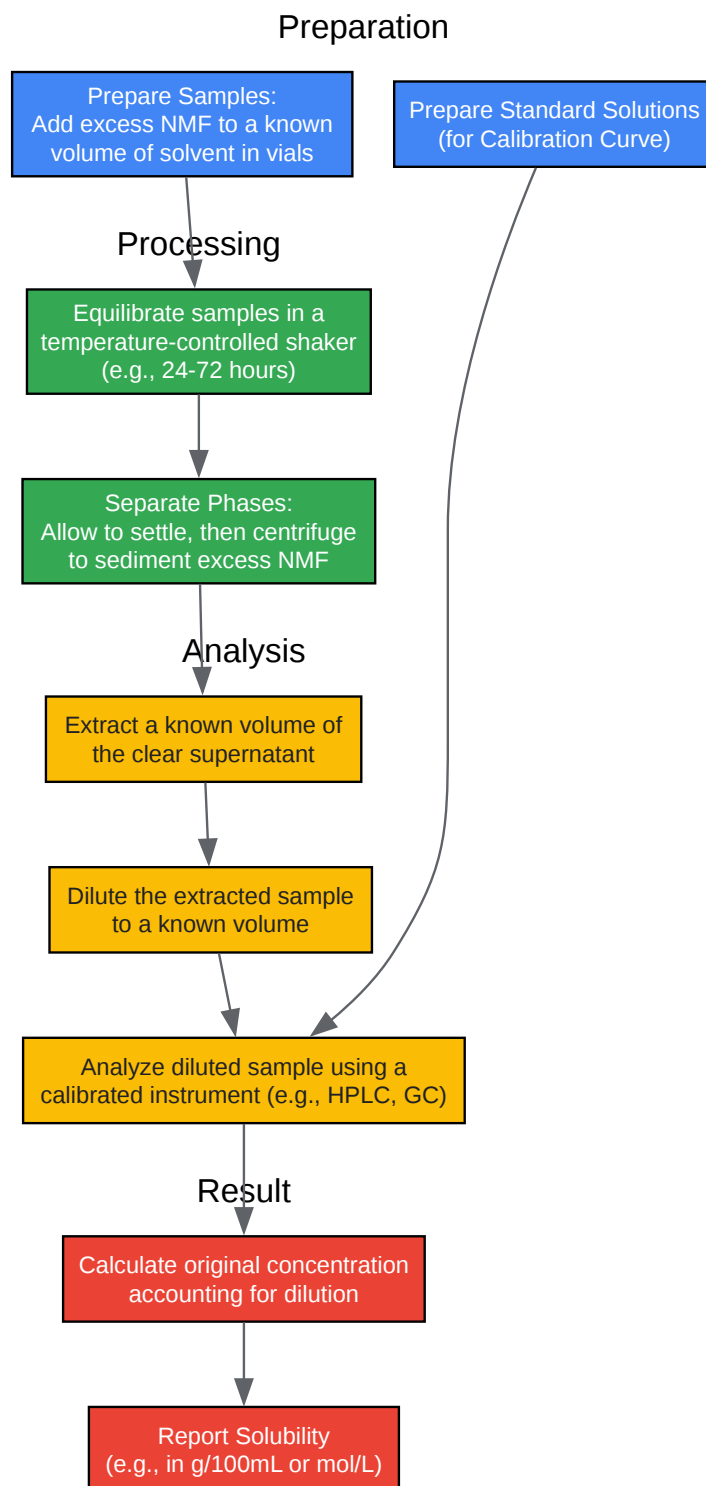 Preparation
Prepare Samples:
Add excess NMF to a known
volume of solvent in vials
Prepare Standard Solutions
(for Calibration Curve)
Processing
Equilibrate samples in a
temperature-controlled shaker
(e.g., 24-72 hours)
Separate Phases:
Allow to settle, then centrifuge
to sediment excess NMF
Analysis
Extract a known volume of
the clear supernatant
Dilute the extracted sample
to a known volume
Analyze diluted sample using a
calibrated instrument (e.g., HPLC, GC)
Result
Calculate original concentration
accounting for dilution
Report Solubility
(e.g., in g/100mL or mol/L)